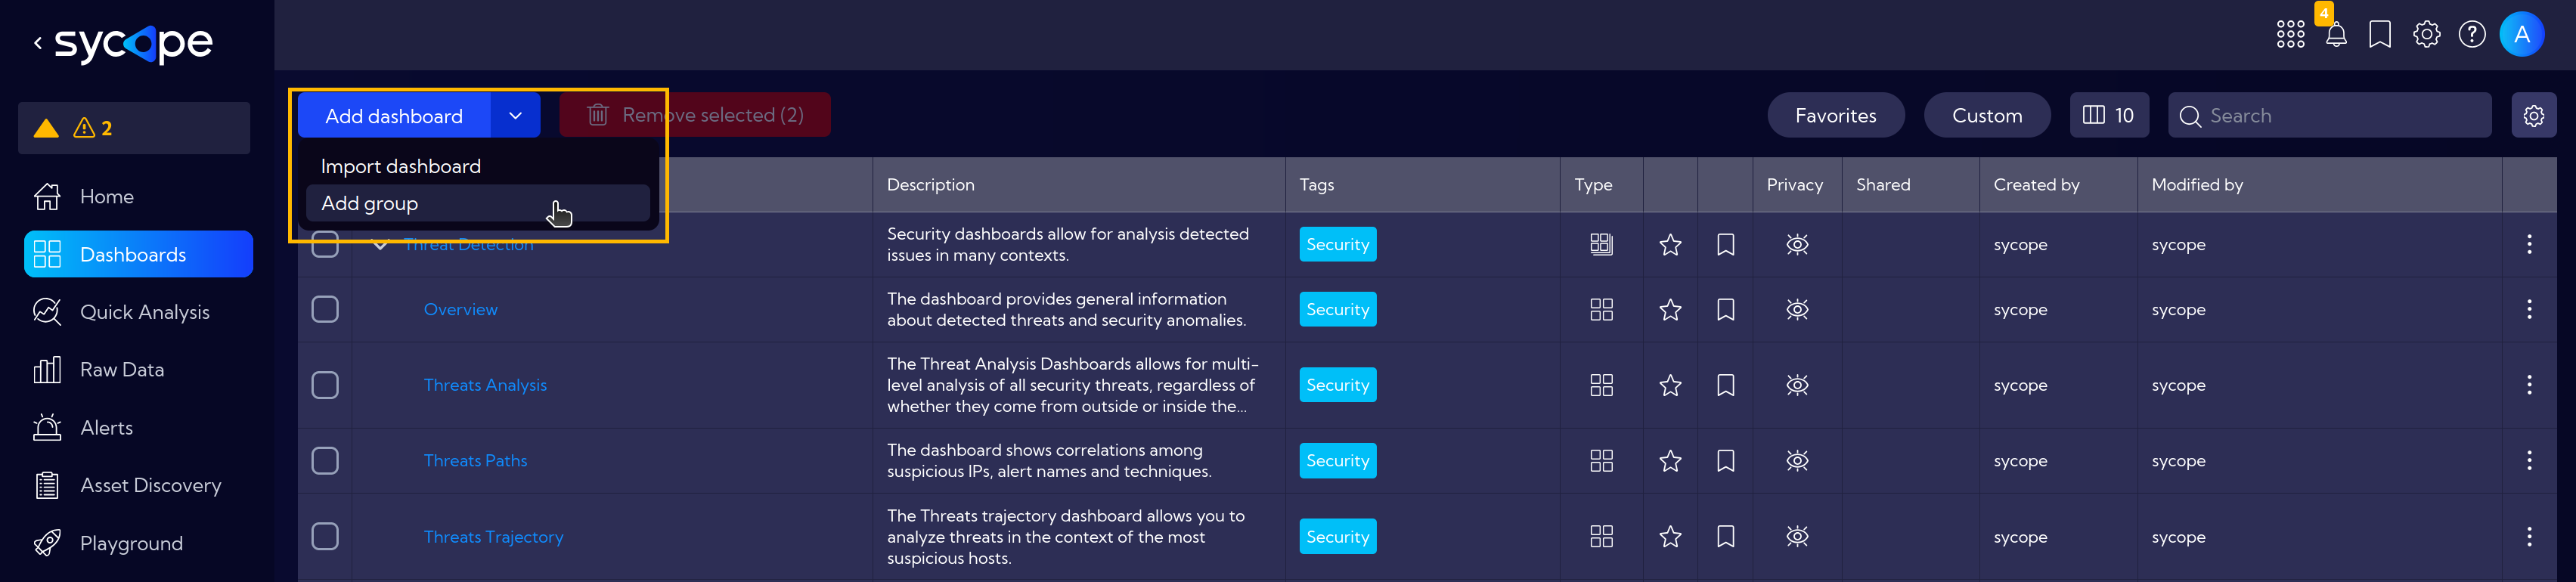 sycope
4
A
2
Add dashboard
Remove selected (2)
Favorites
Custom
10
Search
Import dashboard
Add group
Description
Tags
Type
Privacy
Shared
Created by
Modified by
Home
Dashboards
Quick Analysis
Raw Data
Alerts
Asset Discovery
Playground
Threat Detection
Security dashboards allow for analysis detected
issues in many contexts.
Security
sycope
sycope
Overview
The dashboard provides general information
about detected threats and security anomalies.
Security
sycope
sycope
Threats Analysis
The Threat Analysis Dashboards allows for multi-
level analysis of all security threats, regardless of
whether they come from outside or inside the...
Security
sycope
sycope
Threats Paths
The dashboard shows correlations among
suspicious IPs, alert names and techniques.
Security
sycope
sycope
Threats Trajectory
The Threats trajectory dashboard allows you to
analyze threats in the context of the most
suspicious hosts.
Security
sycope
sycope